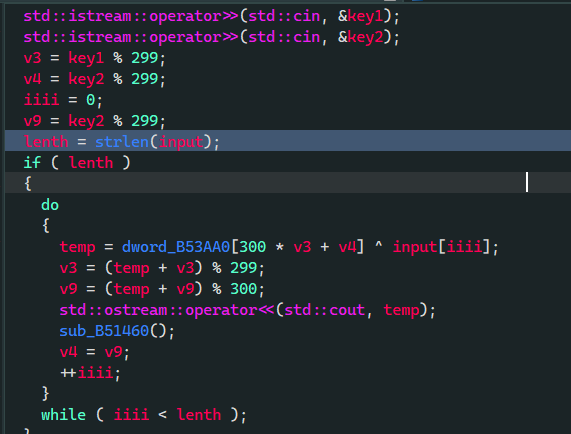 std::istream::operator>>(std::cin, &key1);
std::istream::operator>>(std::cin, &key2);
v3 = key1 % 299;
v4 = key2 % 299;
iiii = 0;
v9 = key2 % 299;
lenth = strlen(input);
if ( lenth )
{
do
{
temp = dword_B53AA0[300 * v3 + v4] ^ input[iiii];
v3 = (temp + v3) % 299;
v9 = (temp + v9) % 300;
std::ostream::operator<<(std::cout, temp);
sub_B51460();
v4 = v9;
++iiii;
}
while ( iiii < lenth );